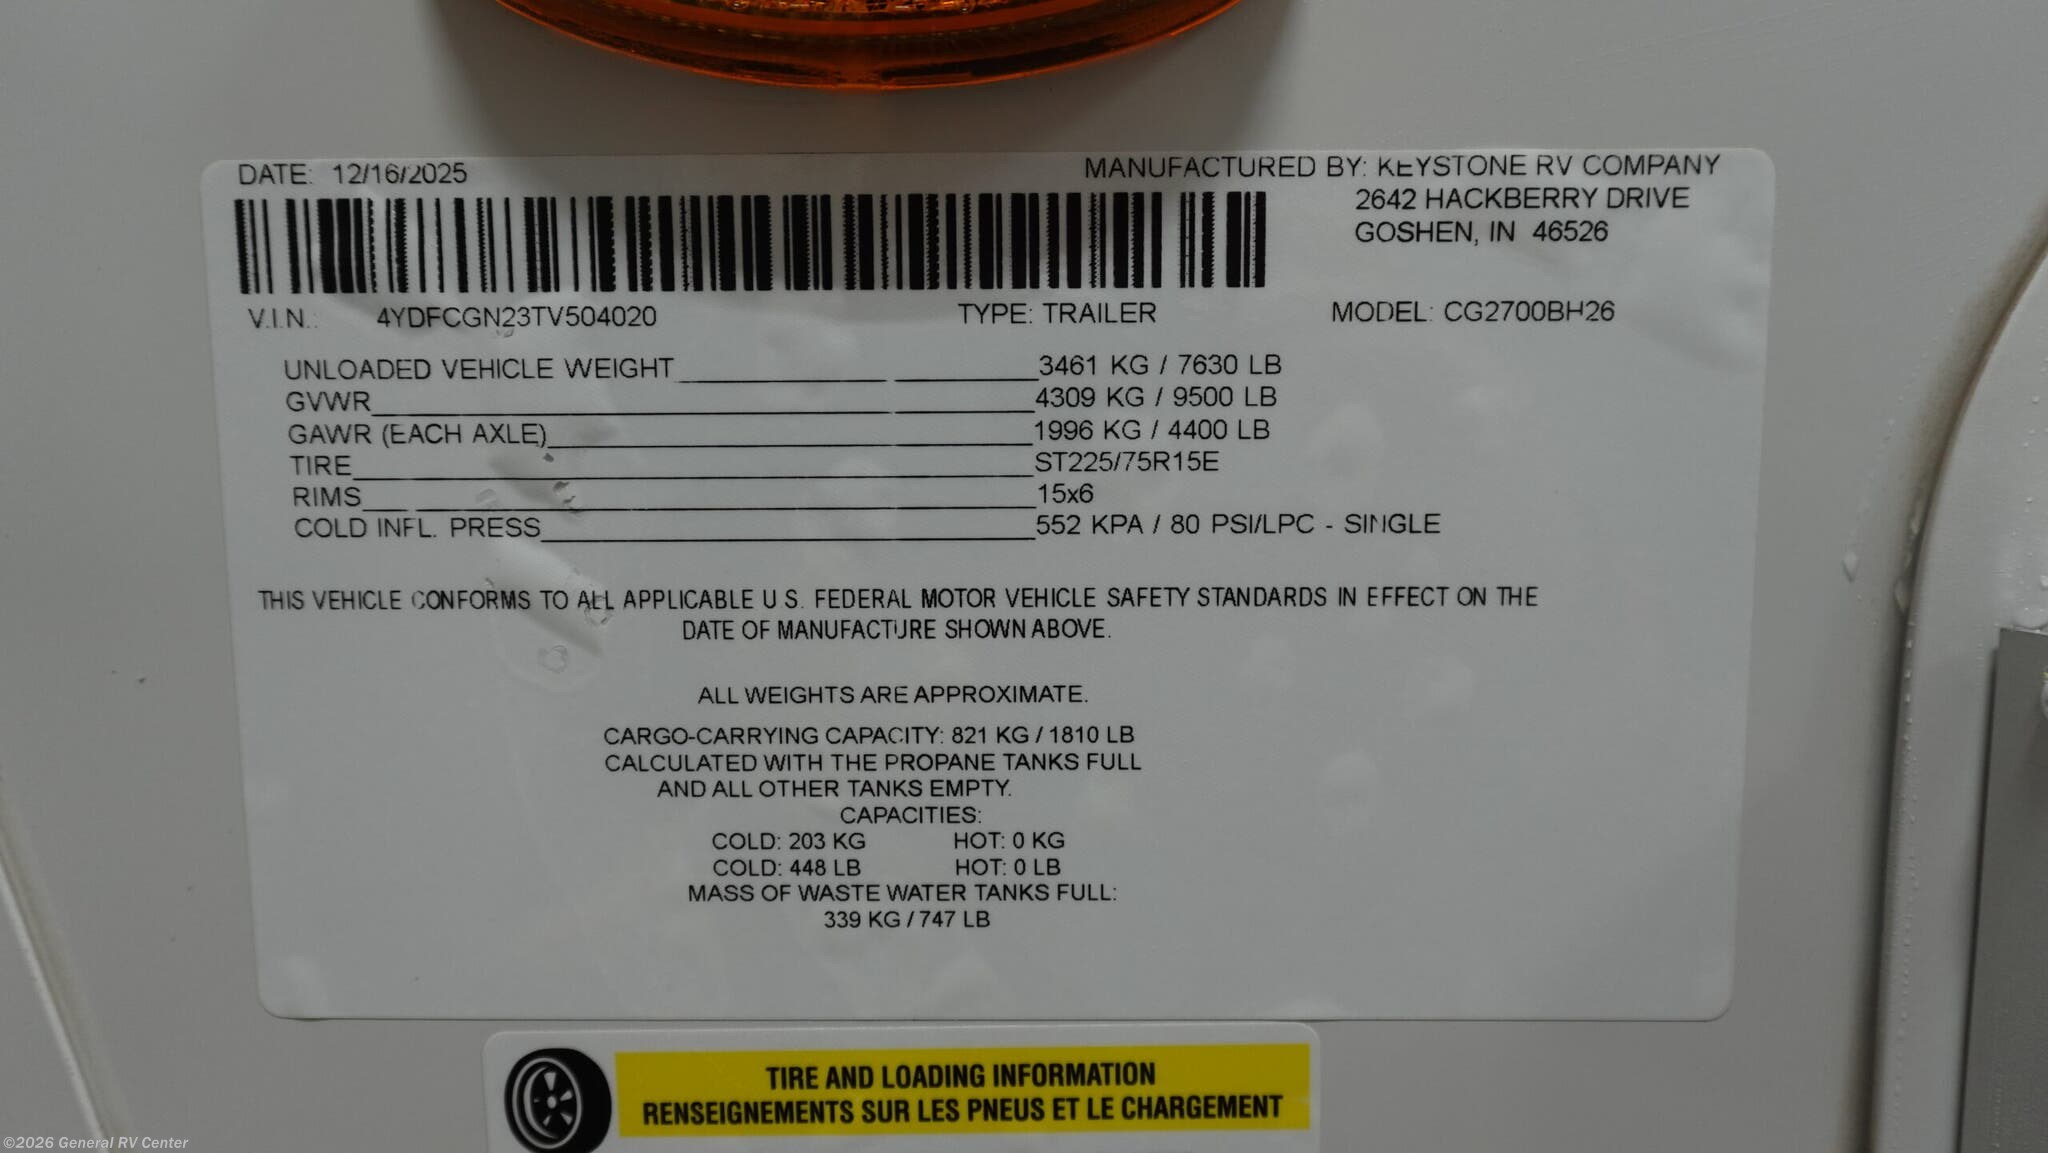 DATE: 12/16/2025
MANUFACTURED BY: KEYSTONE RV COMPANY
2642 HACKBERRY DRIVE
GOSHEN, IN 46526
V.I.N.: 4YDFCGN23TV504020 TYPE: TRAILER MODEL: CG2700BH26
UNLOADED VEHICLE WEIGHT 3461 KG / 7630 LB
GVWR 4309 KG / 9500 LB
GAWR (EACH AXLE) 1996 KG / 4400 LB
TIRE ST225/75R15E
RIMS 15x6
COLD INFL. PRESS 552 KPA / 80 PSI/LPC - SINGLE
THIS VEHICLE CONFORMS TO ALL APPLICABLE U.S. FEDERAL MOTOR VEHICLE SAFETY STANDARDS IN EFFECT ON THE
DATE OF MANUFACTURE SHOWN ABOVE.
ALL WEIGHTS ARE APPROXIMATE.
CARGO-CARRYING CAPACITY: 821 KG / 1810 LB
CALCULATED WITH THE PROPANE TANKS FULL
AND ALL OTHER TANKS EMPTY.
CAPACITIES:
COLD: 203 KG HOT: 0 KG
COLD: 448 LB HOT: 0 LB
MASS OF WASTE WATER TANKS FULL:
339 KG / 747 LB
TIRE AND LOADING INFORMATION
RENSEIGNEMENTS SUR LES PNEUS ET LE CHARGEMENT
©2026 General RV Center